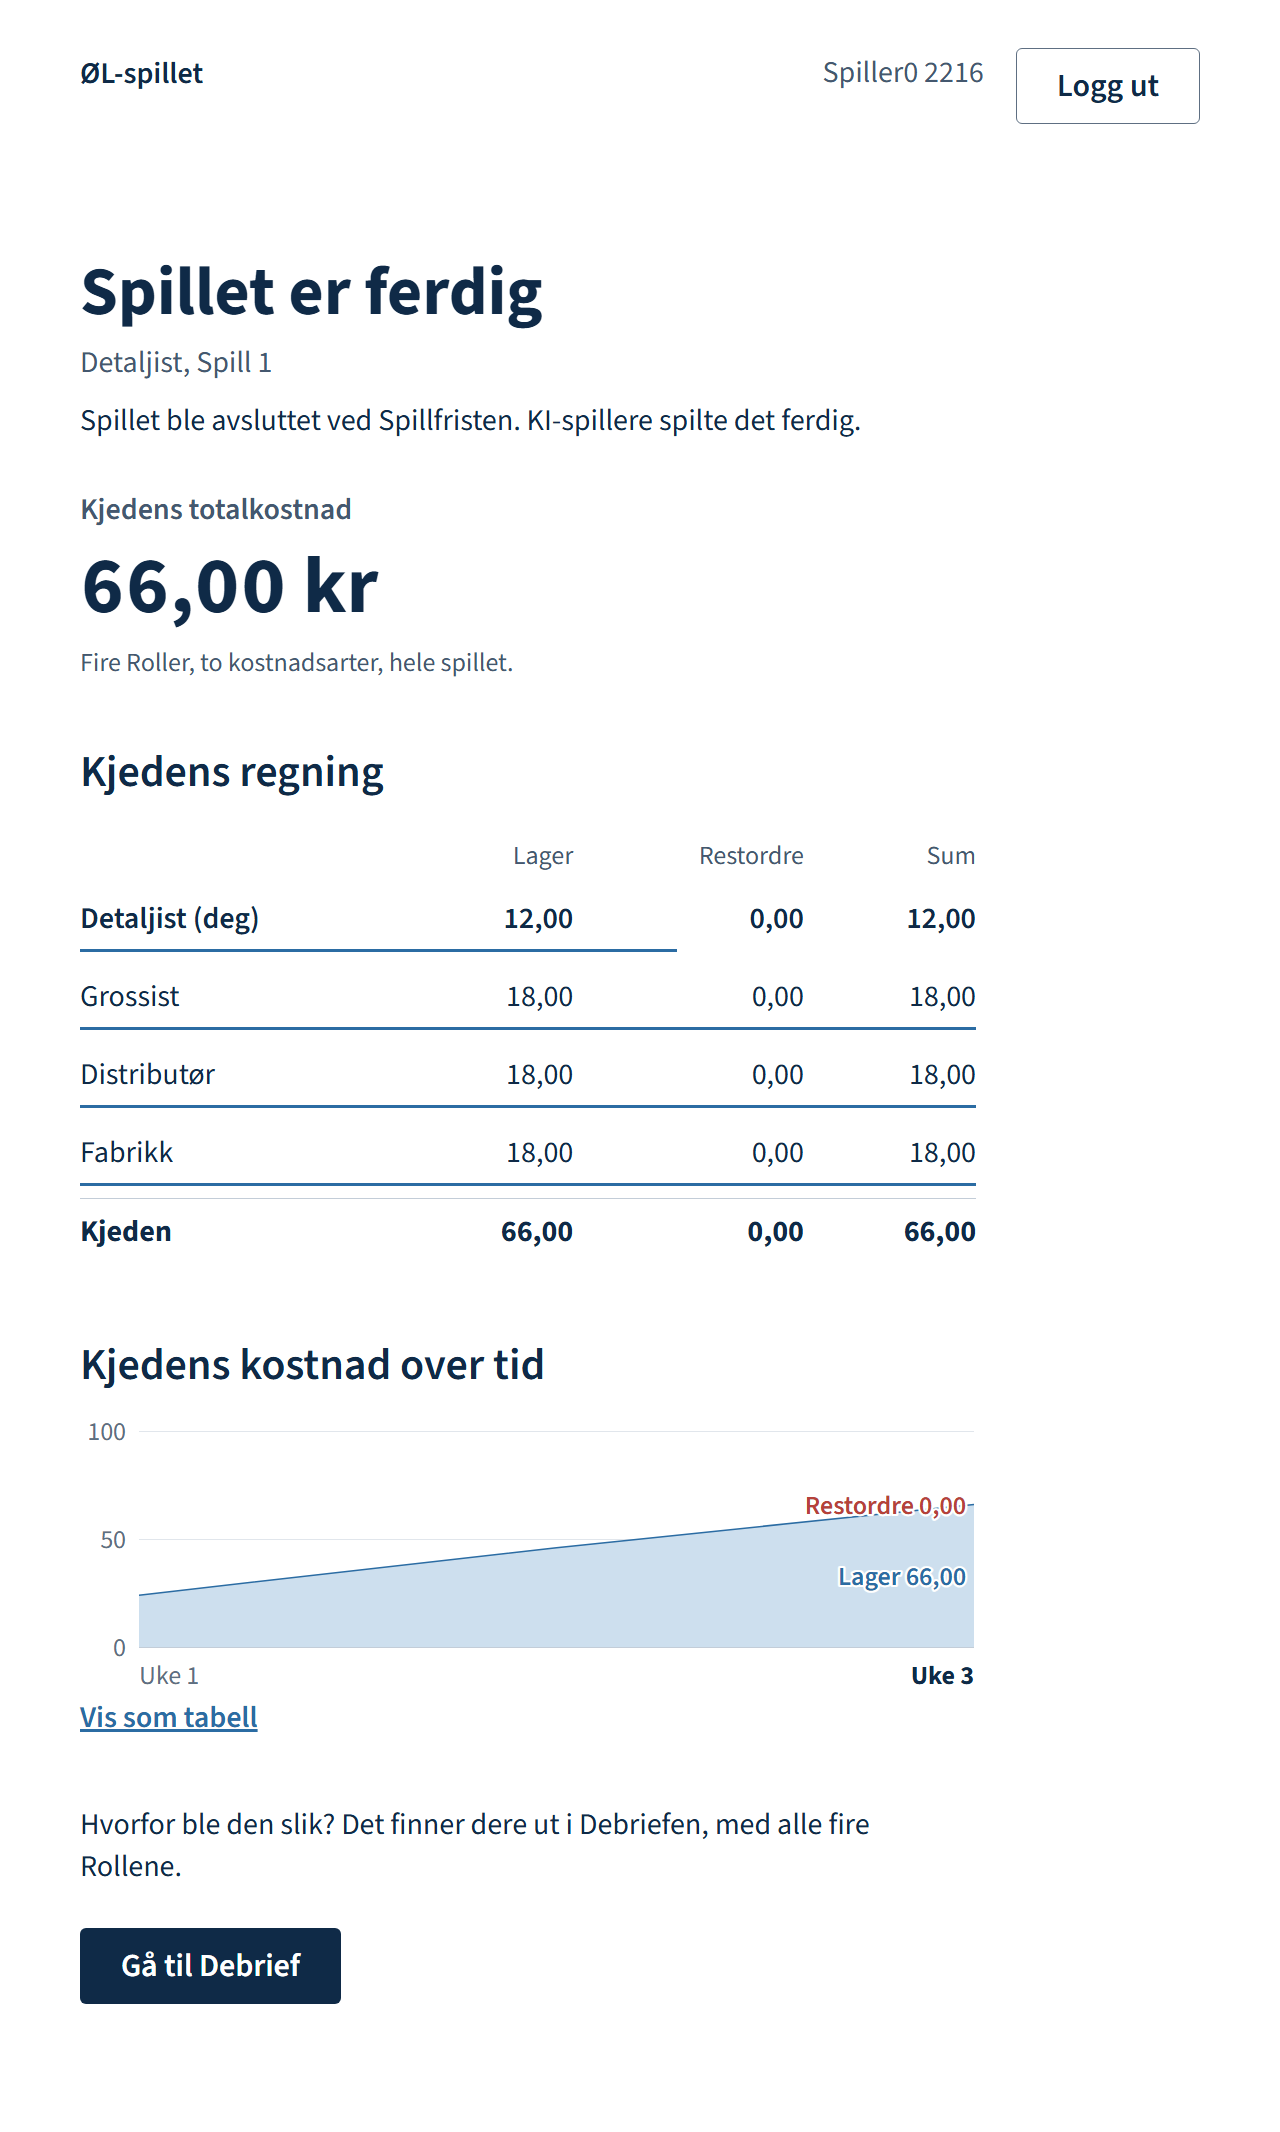 ØL-spillet
Spiller0 2216
Logg ut
Spillet er ferdig
Detaljist, Spill 1
Spillet ble avsluttet ved Spillfristen. KI-spillere spilte det ferdig.
Kjedens totalkostnad
66,00 kr
Fire Roller, to kostnadsarter, hele spillet.
Kjedens regning
Lager Restordre Sum
Detaljist (deg) 12,00 0,00 12,00
Grossist 18,00 0,00 18,00
Distributør 18,00 0,00 18,00
Fabrikk 18,00 0,00 18,00
Kjeden 66,00 0,00 66,00
Kjedens kostnad over tid
100
Restordre 0,00
50
Lager 66,00
0
Uke 1 Uke 3
Vis som tabell
Hvorfor ble den slik? Det finner dere ut i Debriefen, med alle fire
Rollene.
Gå til Debrief